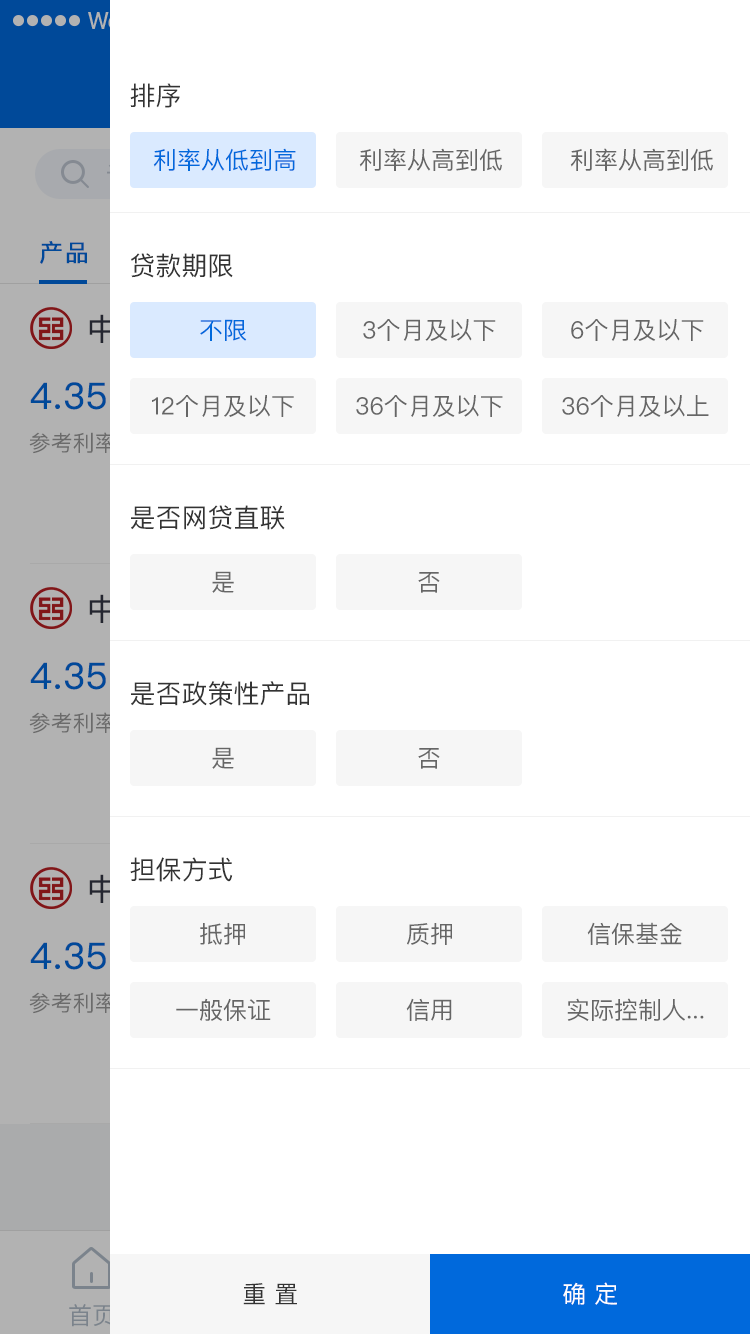 排序
利率从低到高 利率从高到低 利率从高到低
贷款期限
不限 3个月及以下 6个月及以下
12个月及以下 36个月及以下 36个月及以上
是否网贷直联
是 否
是否政策性产品
是 否
担保方式
抵押 质押 信保基金
一般保证 信用 实际控制人...
重置 确定
产品
中
4.35
参考利率
中
4.35
参考利率
中
4.35
参考利率
首页